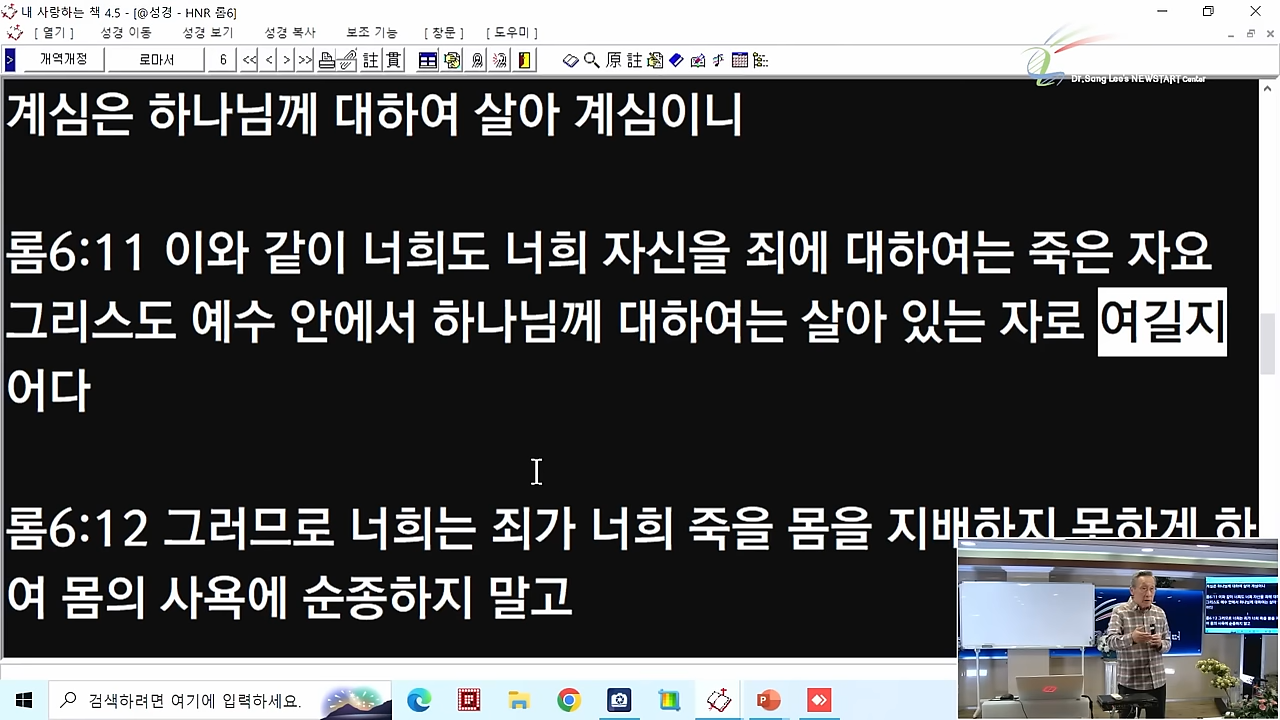 내 사랑하는 책 4.5 - [@성경 - HNR 롬6]
[ 열기 ] 성경 이동 성경 보기 성경 복사 보조 기능 [ 창문 ] [ 도우미 ]
> 개역개정 로마서 6 << < > >> 註 貫 原 註
Dr.Sang Lee's NEWSTART Center
계심은 하나님께 대하여 살아 계심이니
롬6:11 이와 같이 너희도 너희 자신을 죄에 대하여는 죽은 자요
그리스도 예수 안에서 하나님께 대하여는 살아 있는 자로 여길지
어다
롬6:12 그러므로 너희는 죄가 너희 죽을 몸을 지배하지 못하게 하
여 몸의 사욕에 순종하지 말고
검색하려면 여기에 입력하세요.